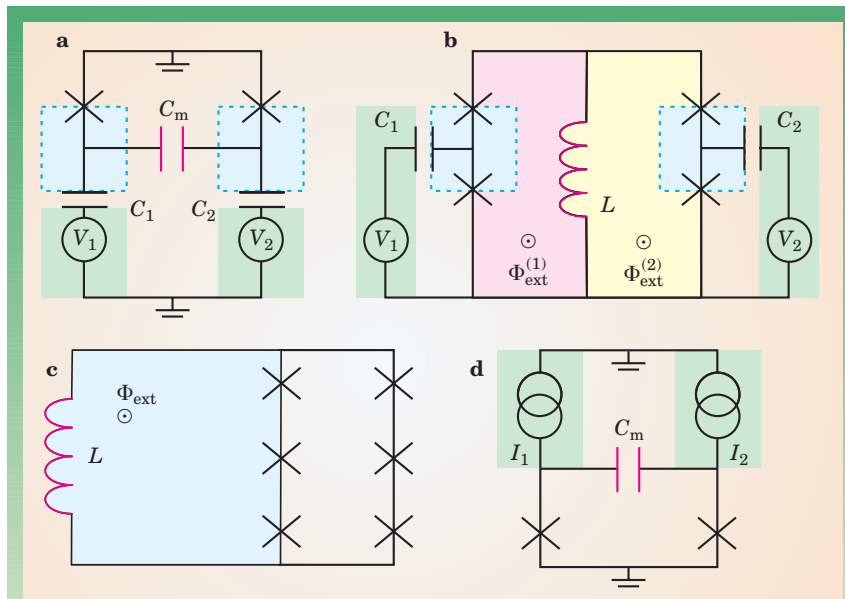 a
C_m
C_1
C_2
V_1
V_2
b
C_1
C_2
L
V_1
V_2
Φ_ext^(1)
Φ_ext^(2)
c
Φ_ext
L
d
C_m
I_1
I_2